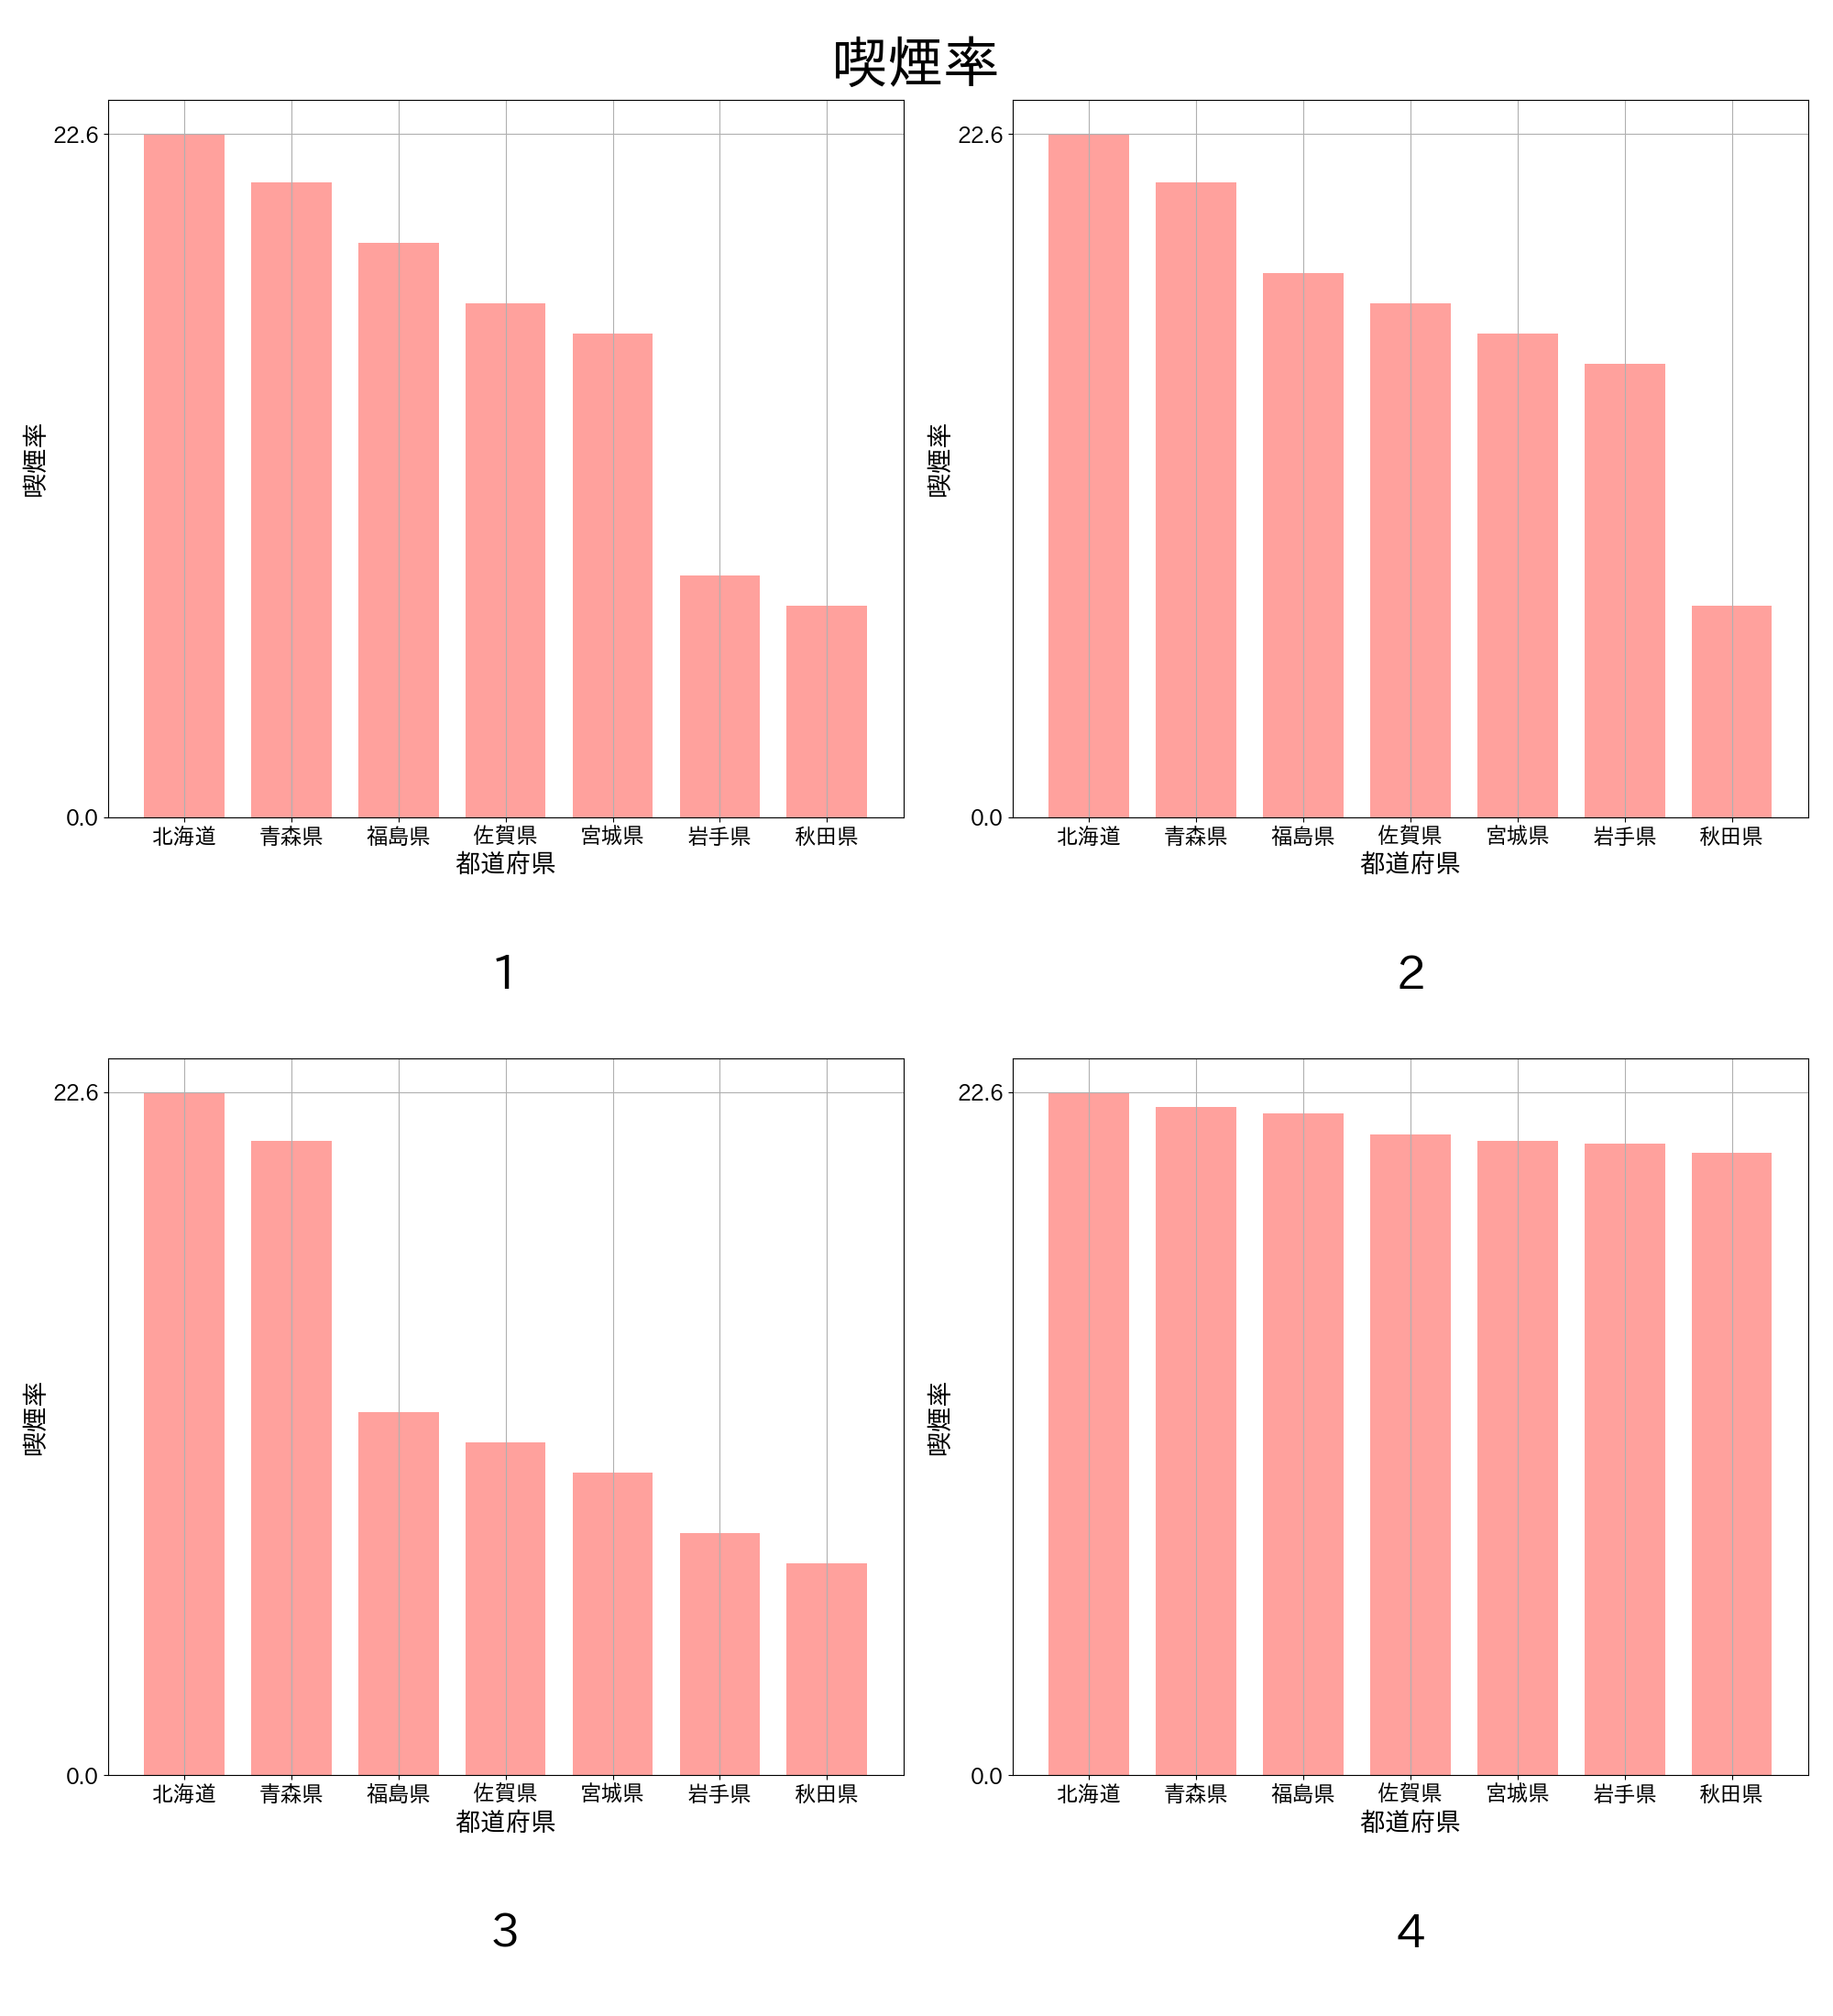 喫煙率
22.6
0.0
喫煙率
北海道 青森県 福島県 佐賀県 宮城県 岩手県 秋田県
都道府県
1
22.6
0.0
喫煙率
北海道 青森県 福島県 佐賀県 宮城県 岩手県 秋田県
都道府県
2
22.6
0.0
喫煙率
北海道 青森県 福島県 佐賀県 宮城県 岩手県 秋田県
都道府県
3
22.6
0.0
喫煙率
北海道 青森県 福島県 佐賀県 宮城県 岩手県 秋田県
都道府県
4